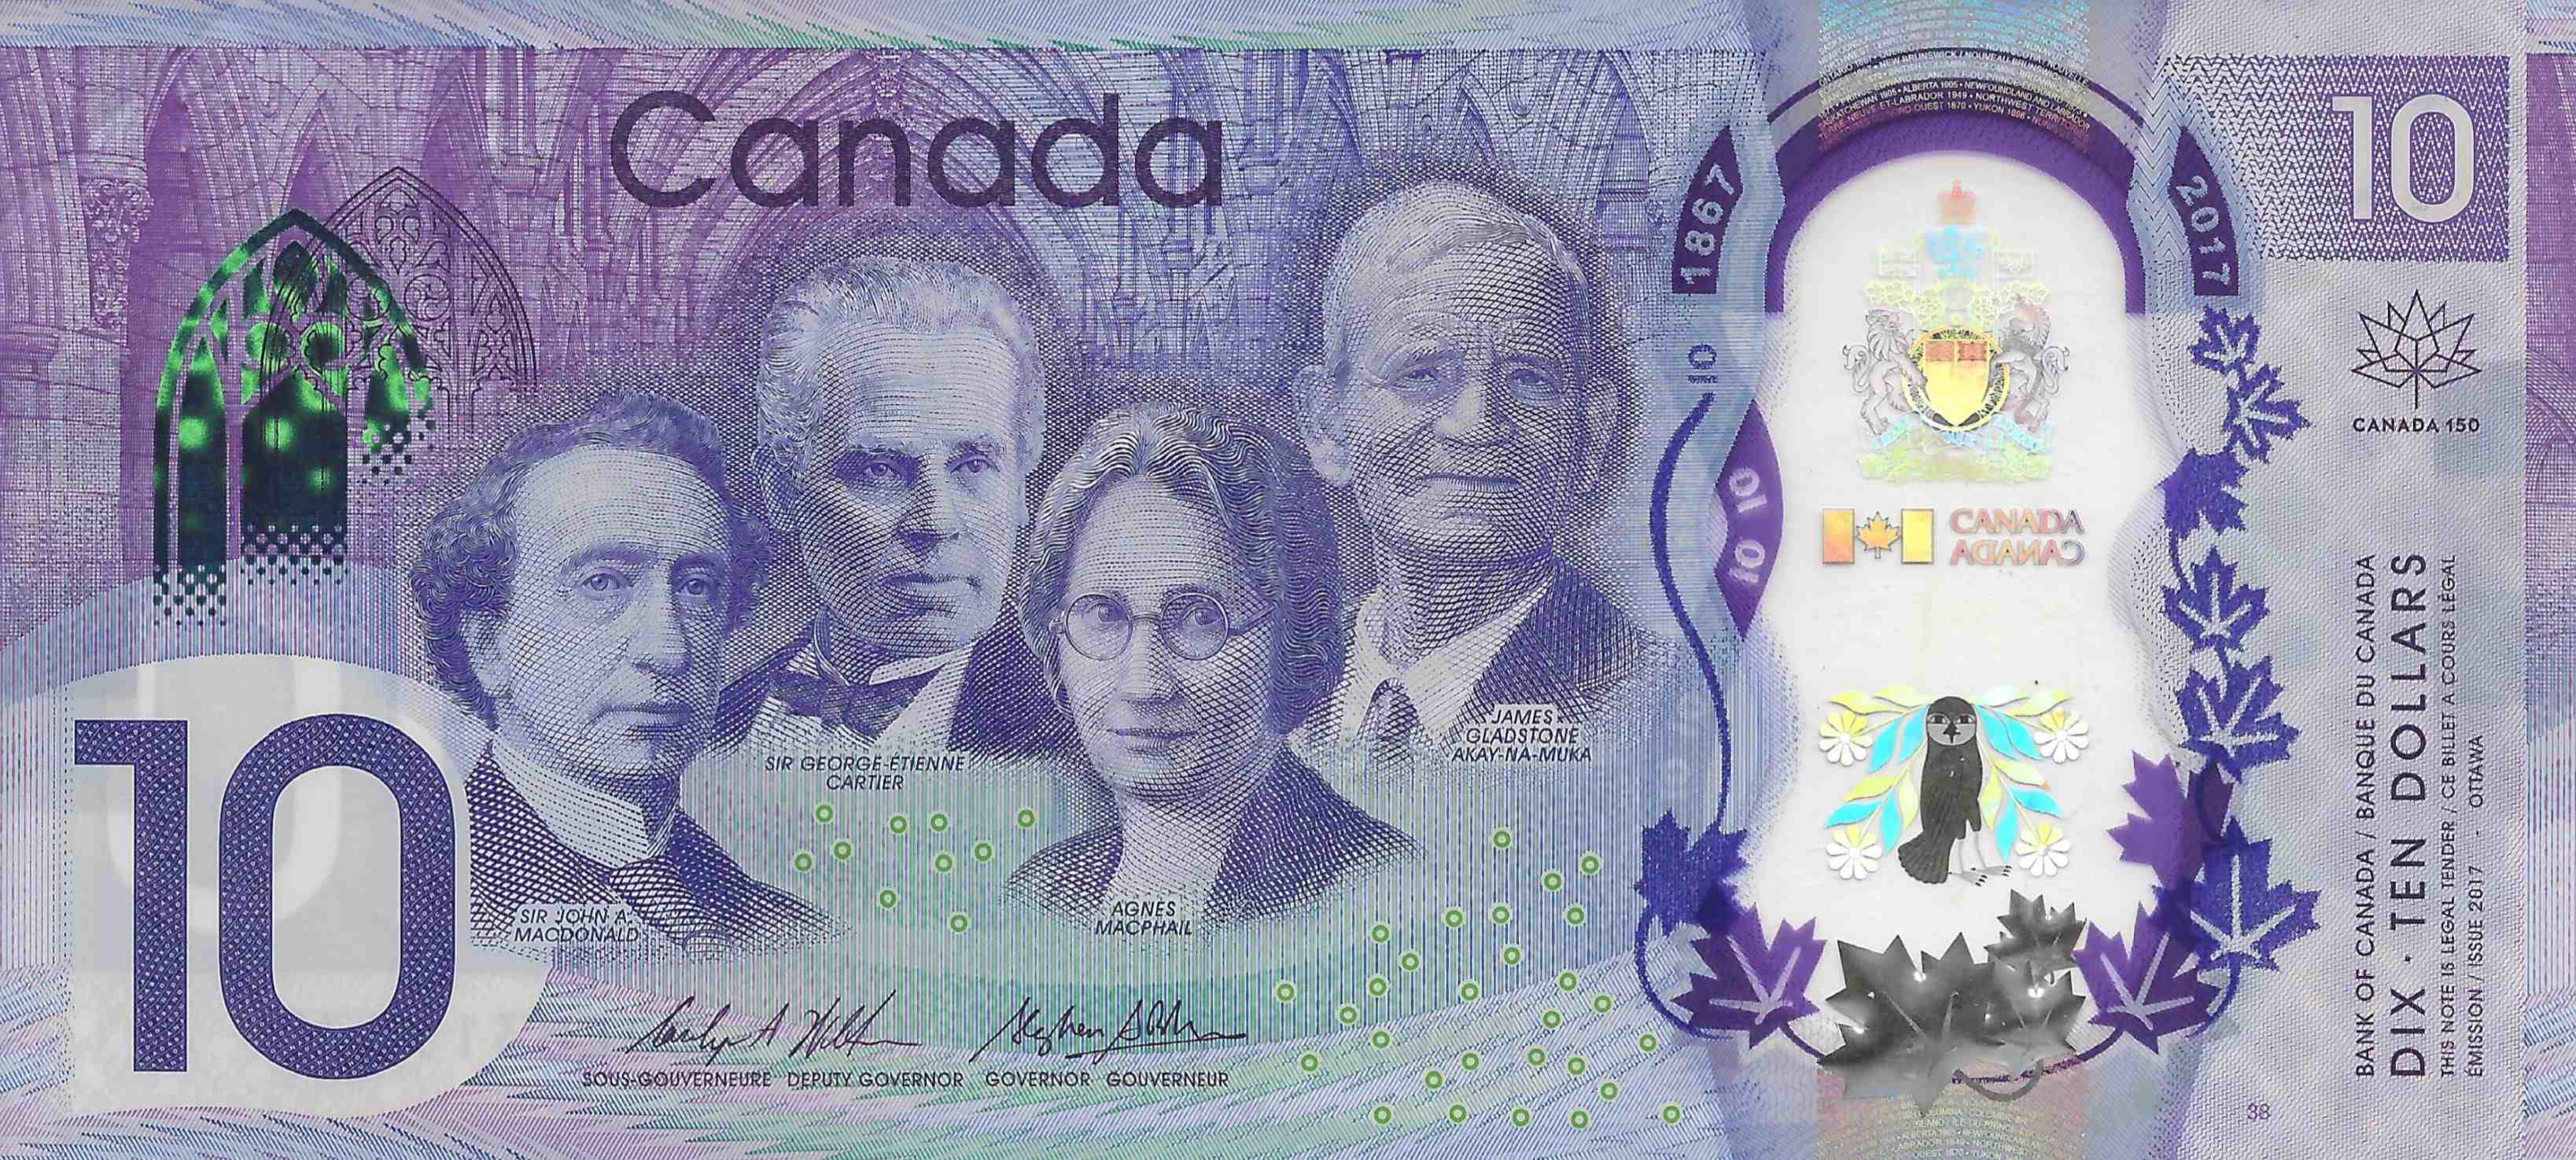 Canada
10
1867
2017
10
10
10
CANADA 150
CANADA
CANADA
JAMES
GLADSTONE
AKAY-NA-MUKA
SIR GEORGE-ÉTIENNE
CARTIER
SIR JOHN A.
MACDONALD
AGNES
MACPHAIL
10
SOUS-GOUVERNEURE DEPUTY GOVERNOR GOVERNOR GOUVERNEUR
BANK OF CANADA / BANQUE DU CANADA
DIX · TEN DOLLARS
THIS NOTE IS LEGAL TENDER / CE BILLET A COURS LÉGAL
ÉMISSION / ISSUE 2017 - OTTAWA
38